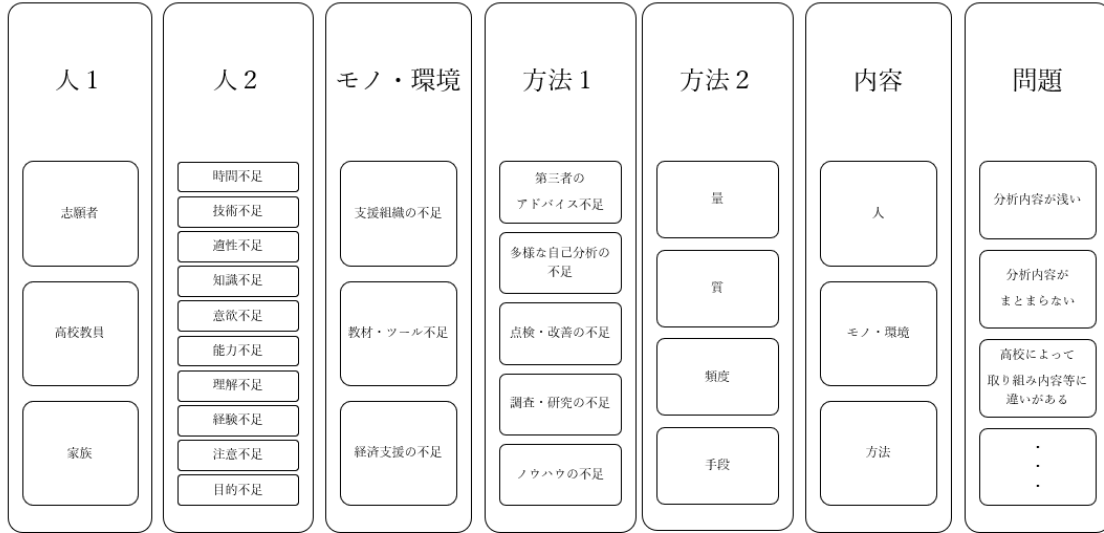 人１
志願者
高校教員
家族
人２
時間不足
技術不足
適性不足
知識不足
意欲不足
能力不足
理解不足
経験不足
注意不足
目的不足
モノ・環境
支援組織の不足
教材・ツール不足
経済支援の不足
方法１
第三者の
アドバイス不足
多様な自己分析の
不足
点検・改善の不足
調査・研究の不足
ノウハウの不足
方法２
量
質
頻度
手段
内容
人
モノ・環境
方法
問題
分析内容が浅い
分析内容が
まとまらない
高校によって
取り組み内容等に
違いがある
・
・
・